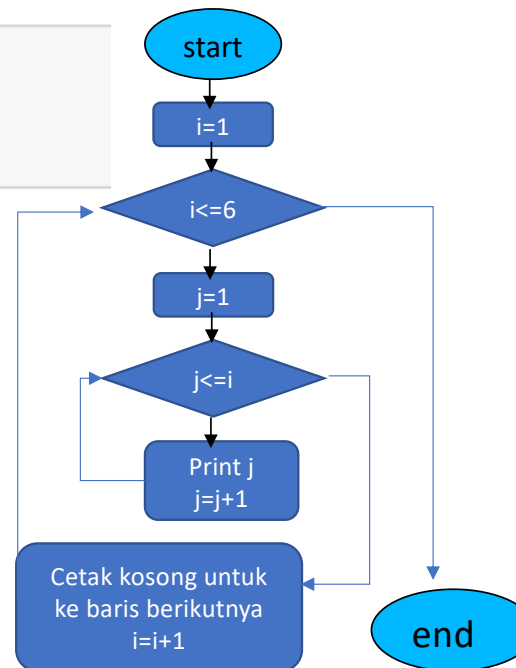 start
i=1
i<=6
j=1
j<=i
Print j
j=j+1
Cetak kosong untuk
ke baris berikutnya
i=i+1
end